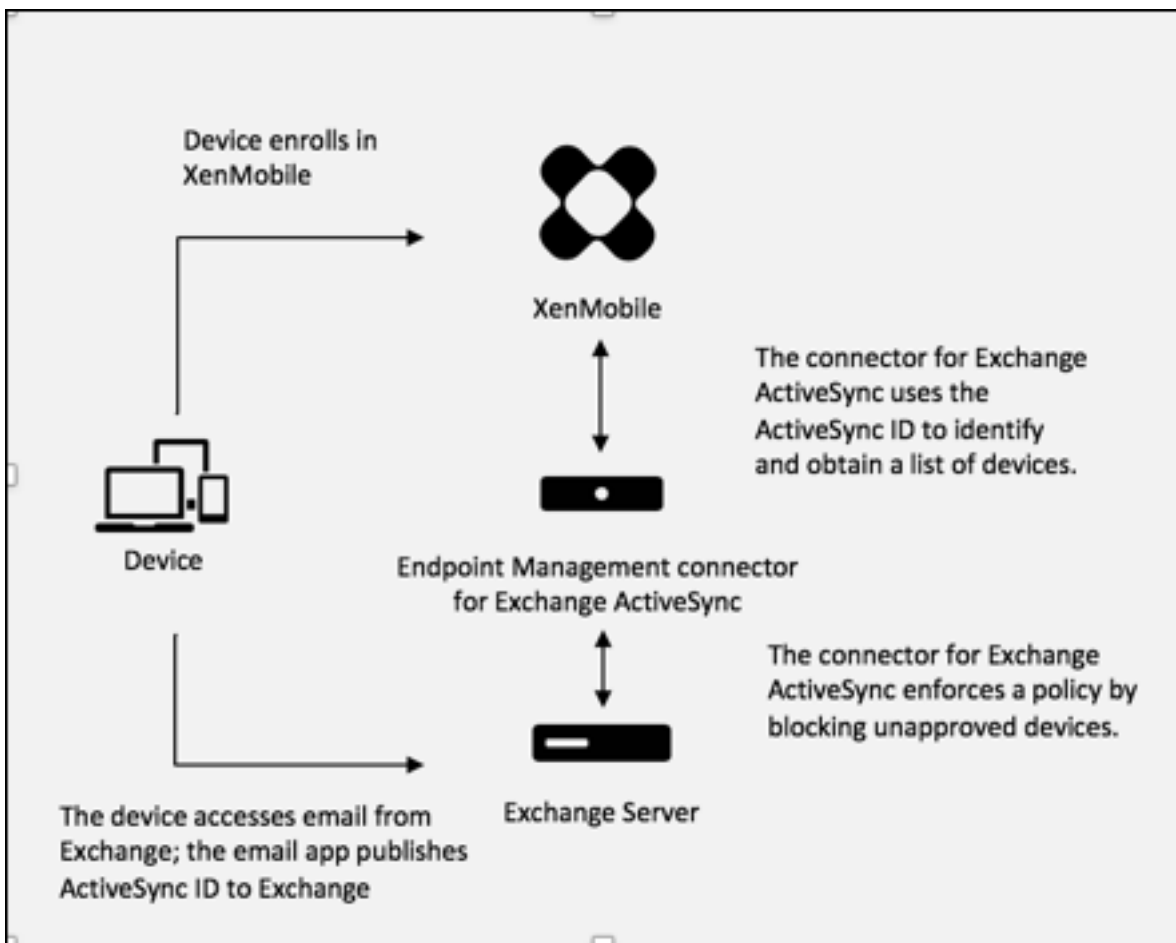 Device enrolls in
XenMobile
XenMobile
The connector for Exchange
ActiveSync uses the
ActiveSync ID to identify
and obtain a list of devices.
Device
Endpoint Management connector
for Exchange ActiveSync
The connector for Exchange
ActiveSync enforces a policy by
blocking unapproved devices.
Exchange Server
The device accesses email from
Exchange; the email app publishes
ActiveSync ID to Exchange